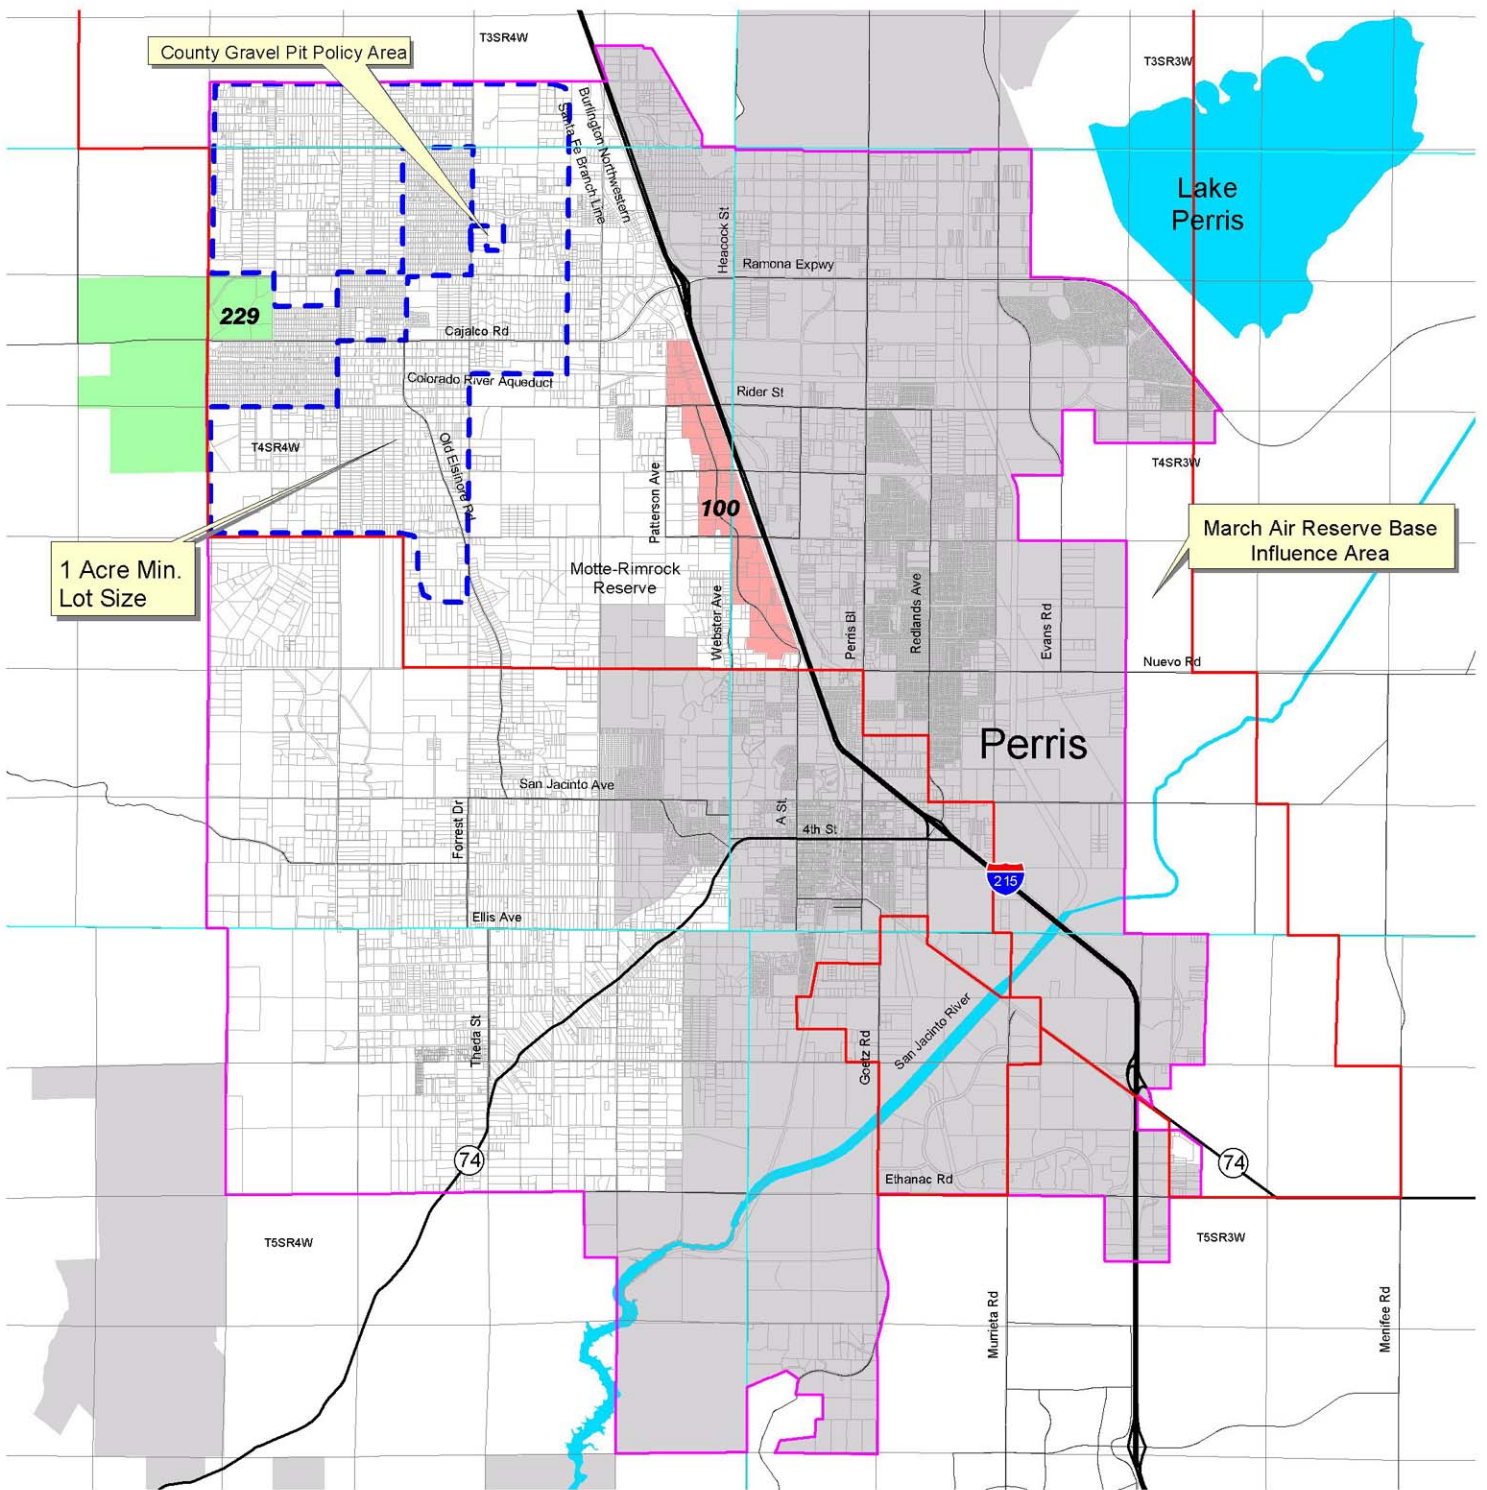 T3SR4W
County Gravel Pit Policy Area
T3SR3W
Burlington Northwestern
Santa Fe Branch Line
Lake
Perris
Heacock St
Ramona Expwy
229
Cajalco Rd
Colorado River Aqueduct
Rider St
T4SR4W
Old Elsinore Rd
T4SR3W
Patterson Ave
100
March Air Reserve Base
Influence Area
1 Acre Min.
Lot Size
Motte-Rimrock
Reserve
Webster Ave
Perris Bl
Redlands Ave
Evans Rd
Nuevo Rd
Perris
San Jacinto Ave
Forrest Dr
A St.
4th St
215
Ellis Ave
Theda St
Goetz Rd
San Jacinto River
74
74
Ethanac Rd
T5SR4W
T5SR3W
Murrieta Rd
Menifee Rd